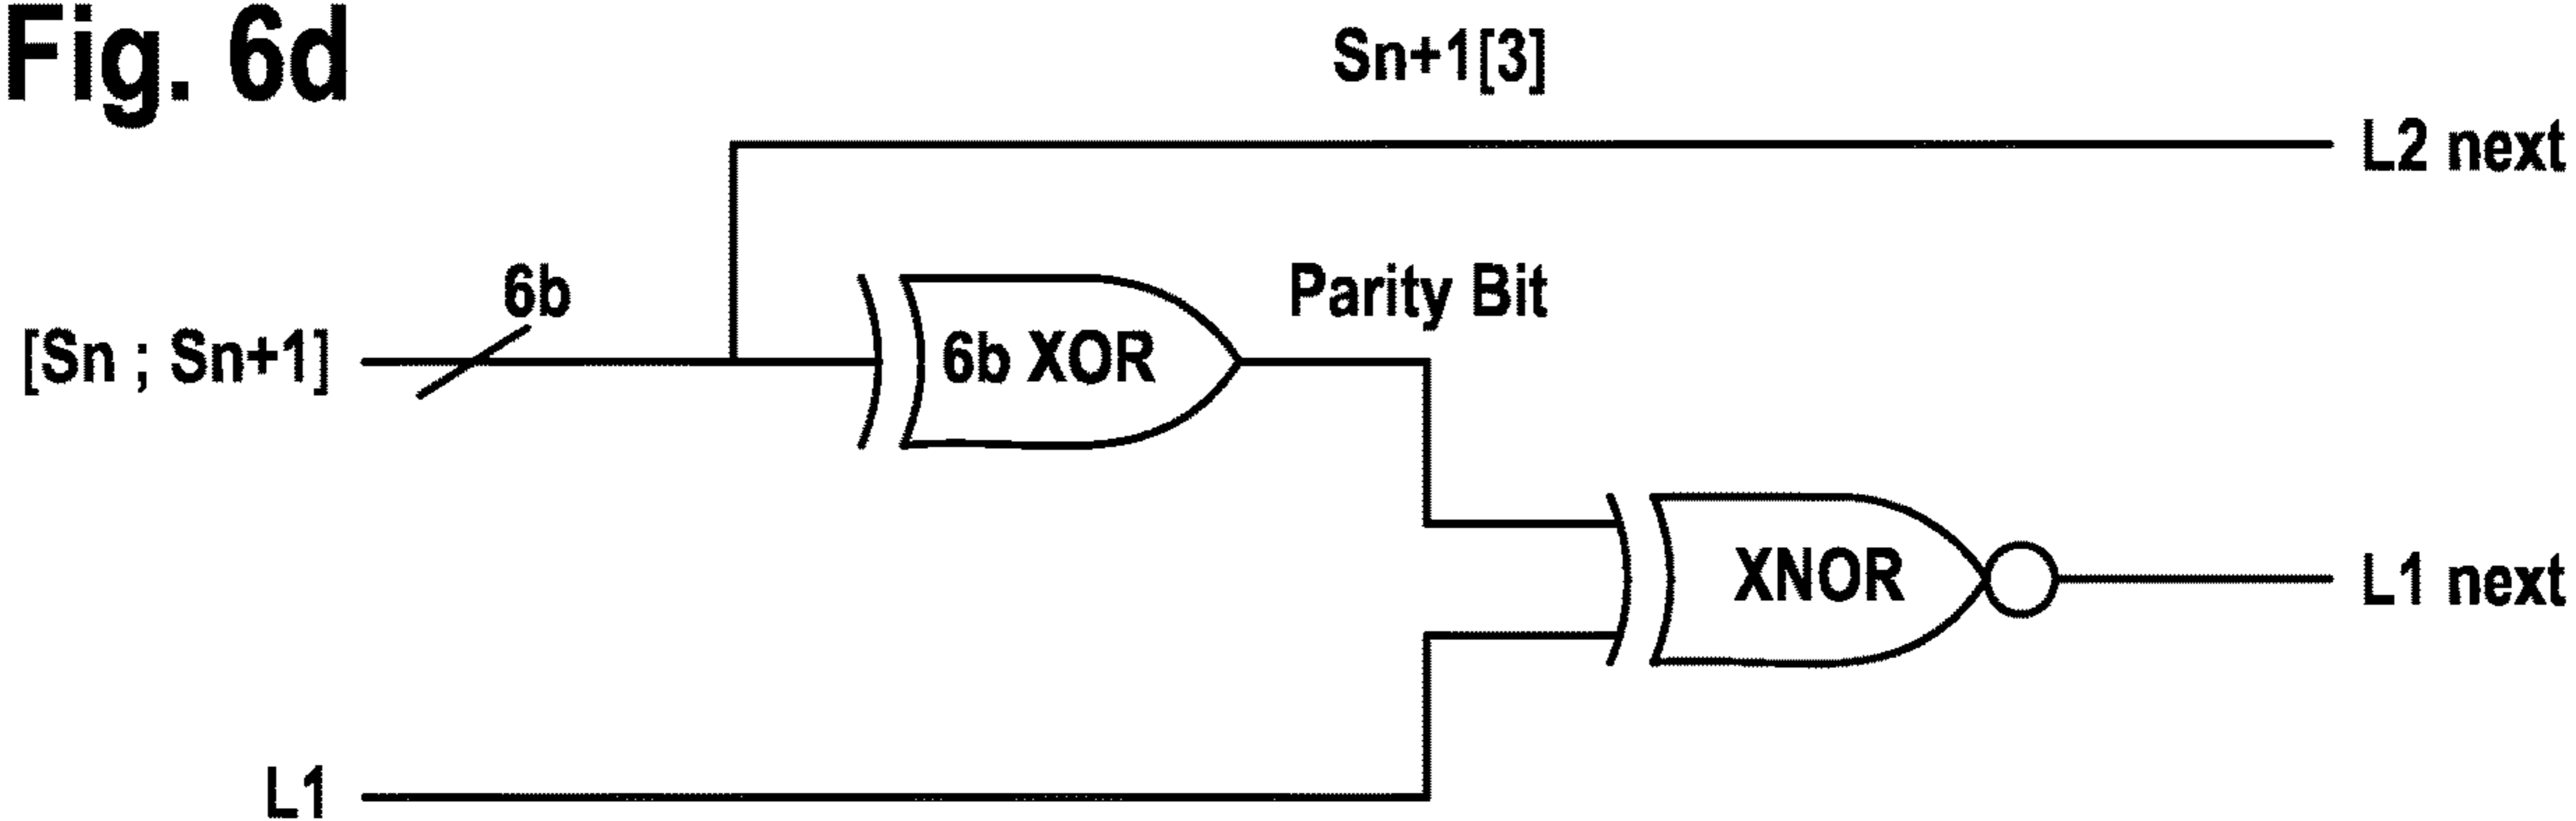 Fig. 6d
Sn+1[3]
L2 next
6b
Parity Bit
[Sn ; Sn+1]
6b XOR
XNOR
L1 next
L1